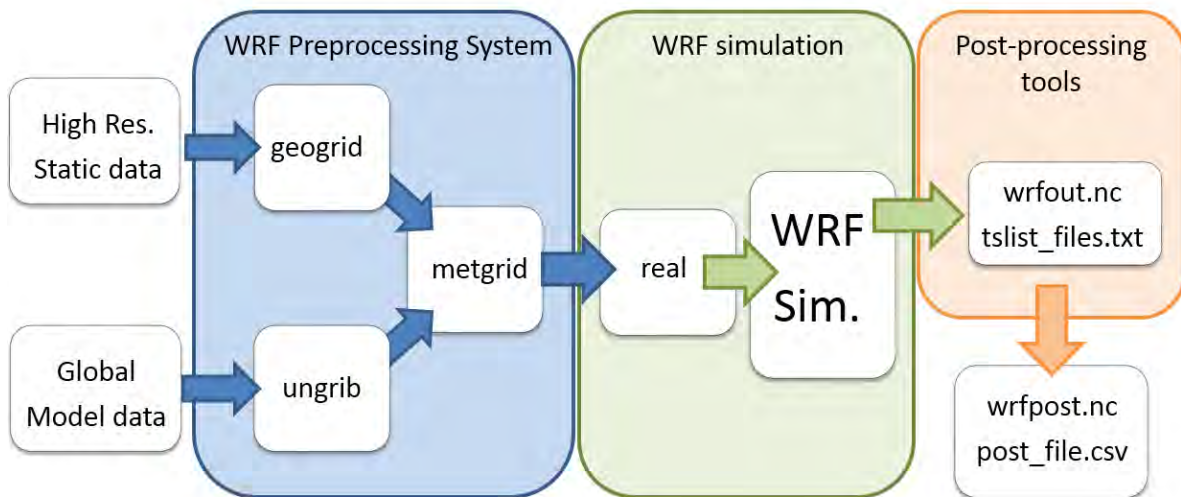 WRF Preprocessing System
WRF simulation
Post-processing
tools
High Res.
Static data
geogrid
metgrid
real
WRF
Sim.
wrfout.nc
tslist_files.txt
Global
Model data
ungrib
wrfpost.nc
post_file.csv